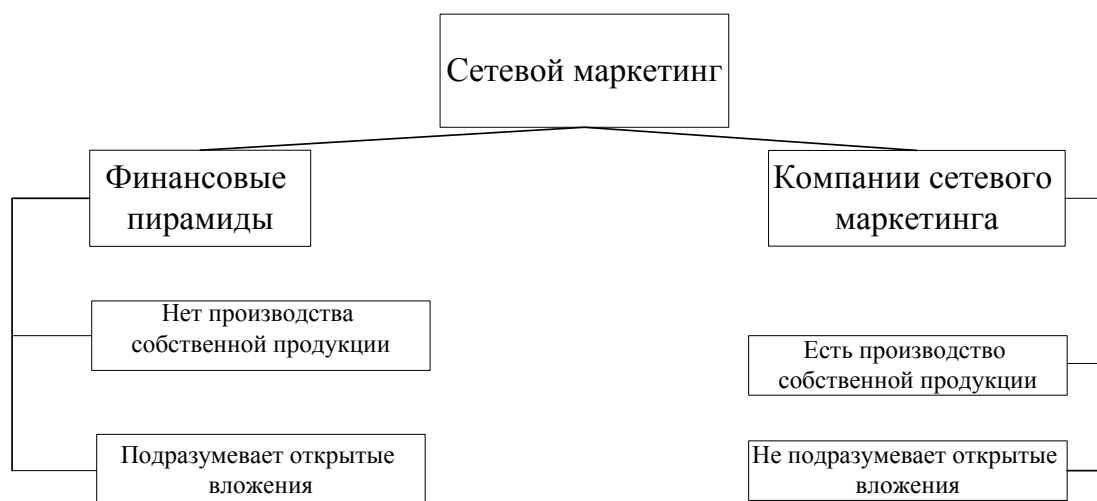 Сетевой маркетинг
Финансовые
пирамиды
Компании сетевого
маркетинга
Нет производства
собственной продукции
Есть производство
собственной продукции
Подразумевает открытые
вложения
Не подразумевает открытые
вложения